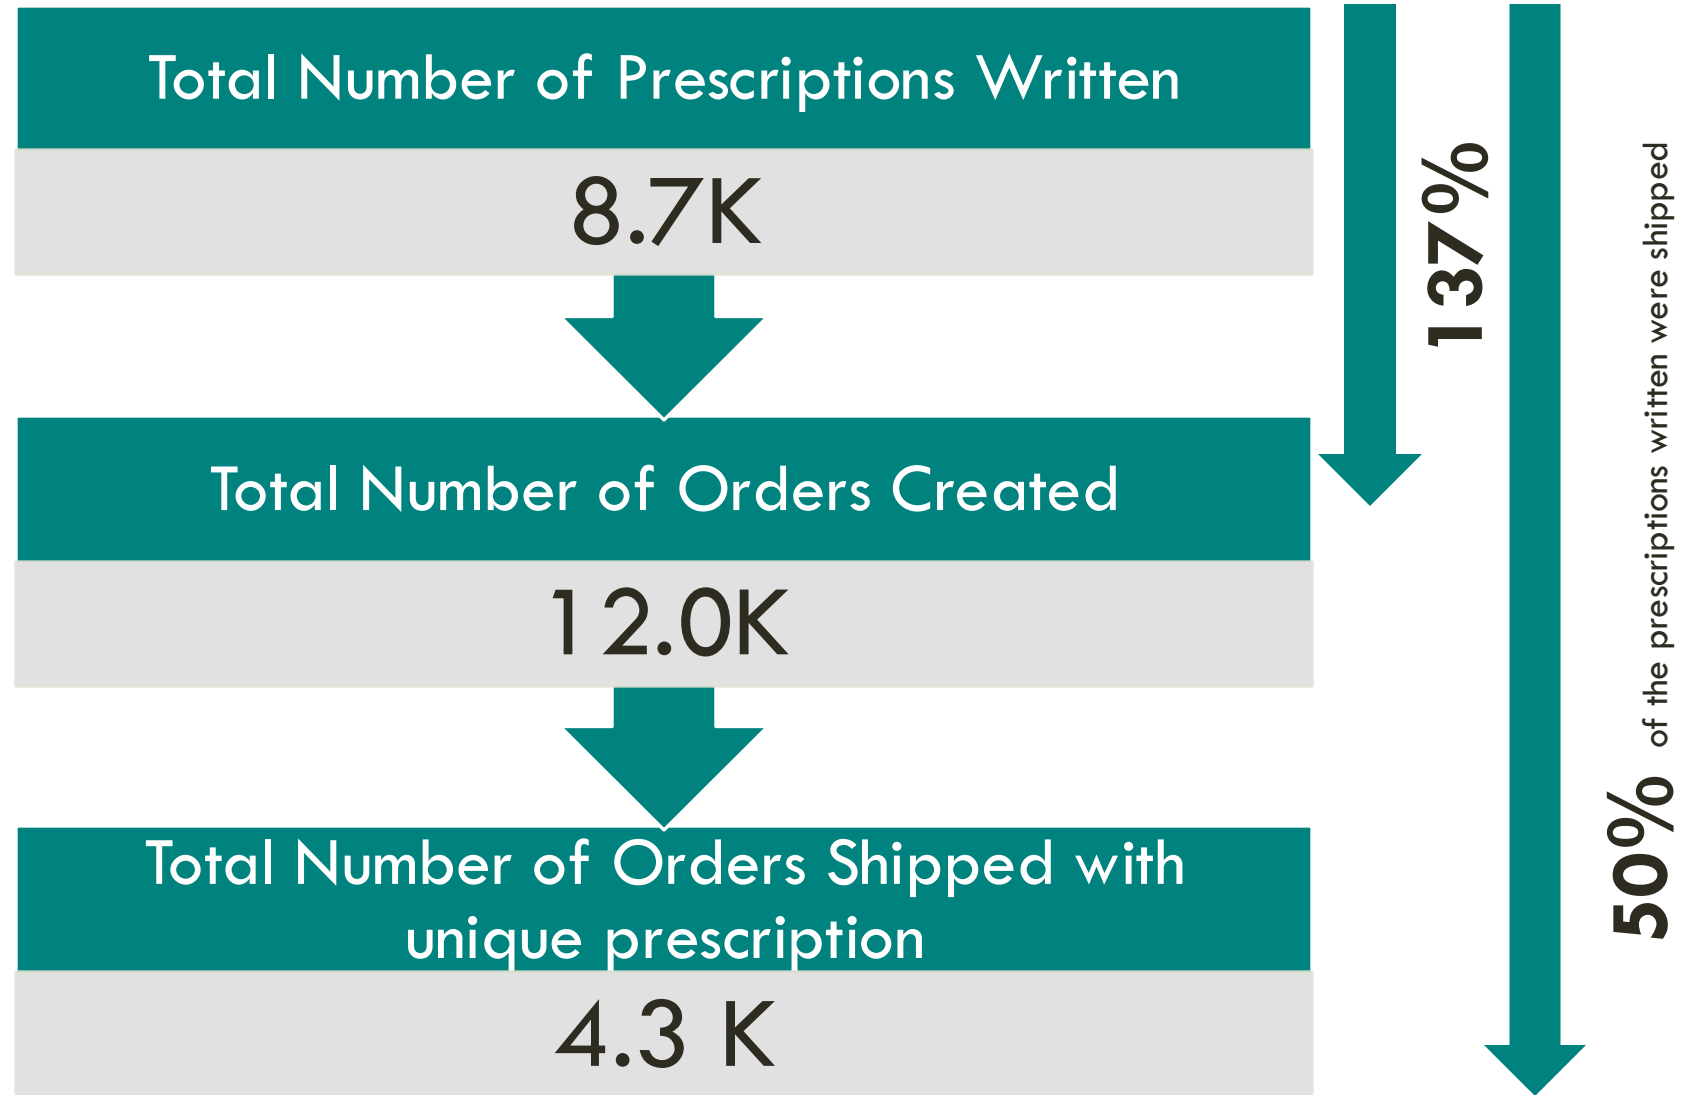 Total Number of Prescriptions Written
8.7K
Total Number of Orders Created
12.0K
Total Number of Orders Shipped with
unique prescription
4.3 K
137%
50% of the prescriptions written were shipped